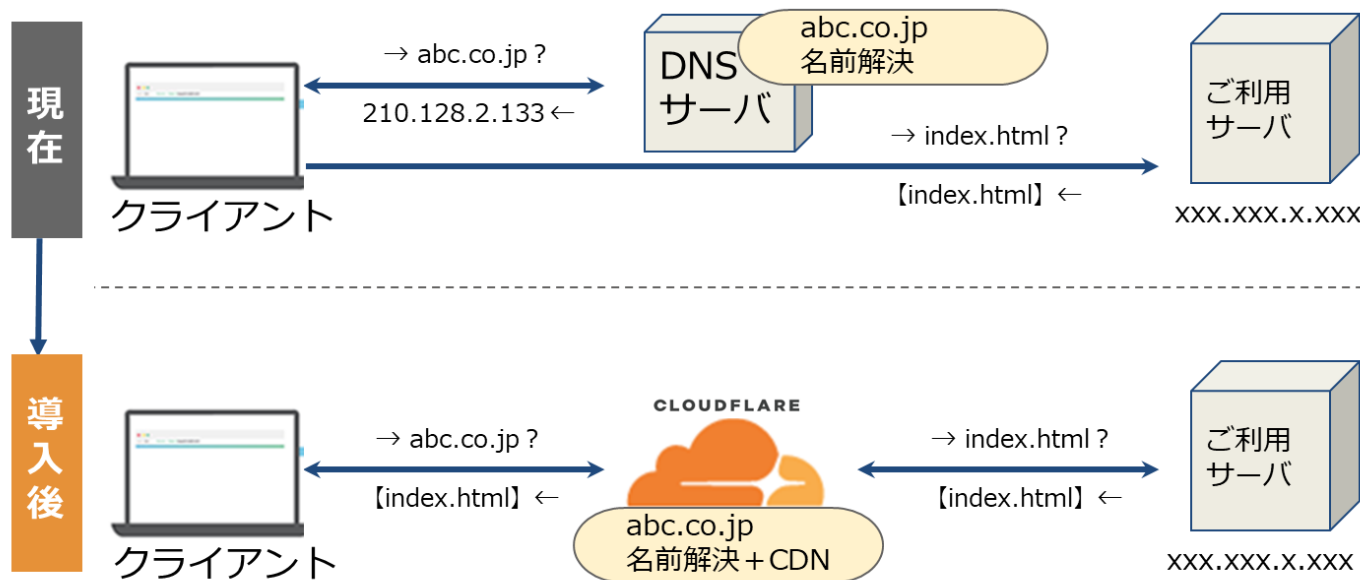 現在
クライアント
→ abc.co.jp？
210.128.2.133 ←
DNS
サーバ
abc.co.jp
名前解決
→ index.html？
【index.html】←
ご利用
サーバ
xxx.xxx.x.xxx
導入後
クライアント
→ abc.co.jp？
【index.html】←
CLOUDFLARE
abc.co.jp
名前解決＋CDN
→ index.html？
【index.html】←
ご利用
サーバ
xxx.xxx.x.xxx